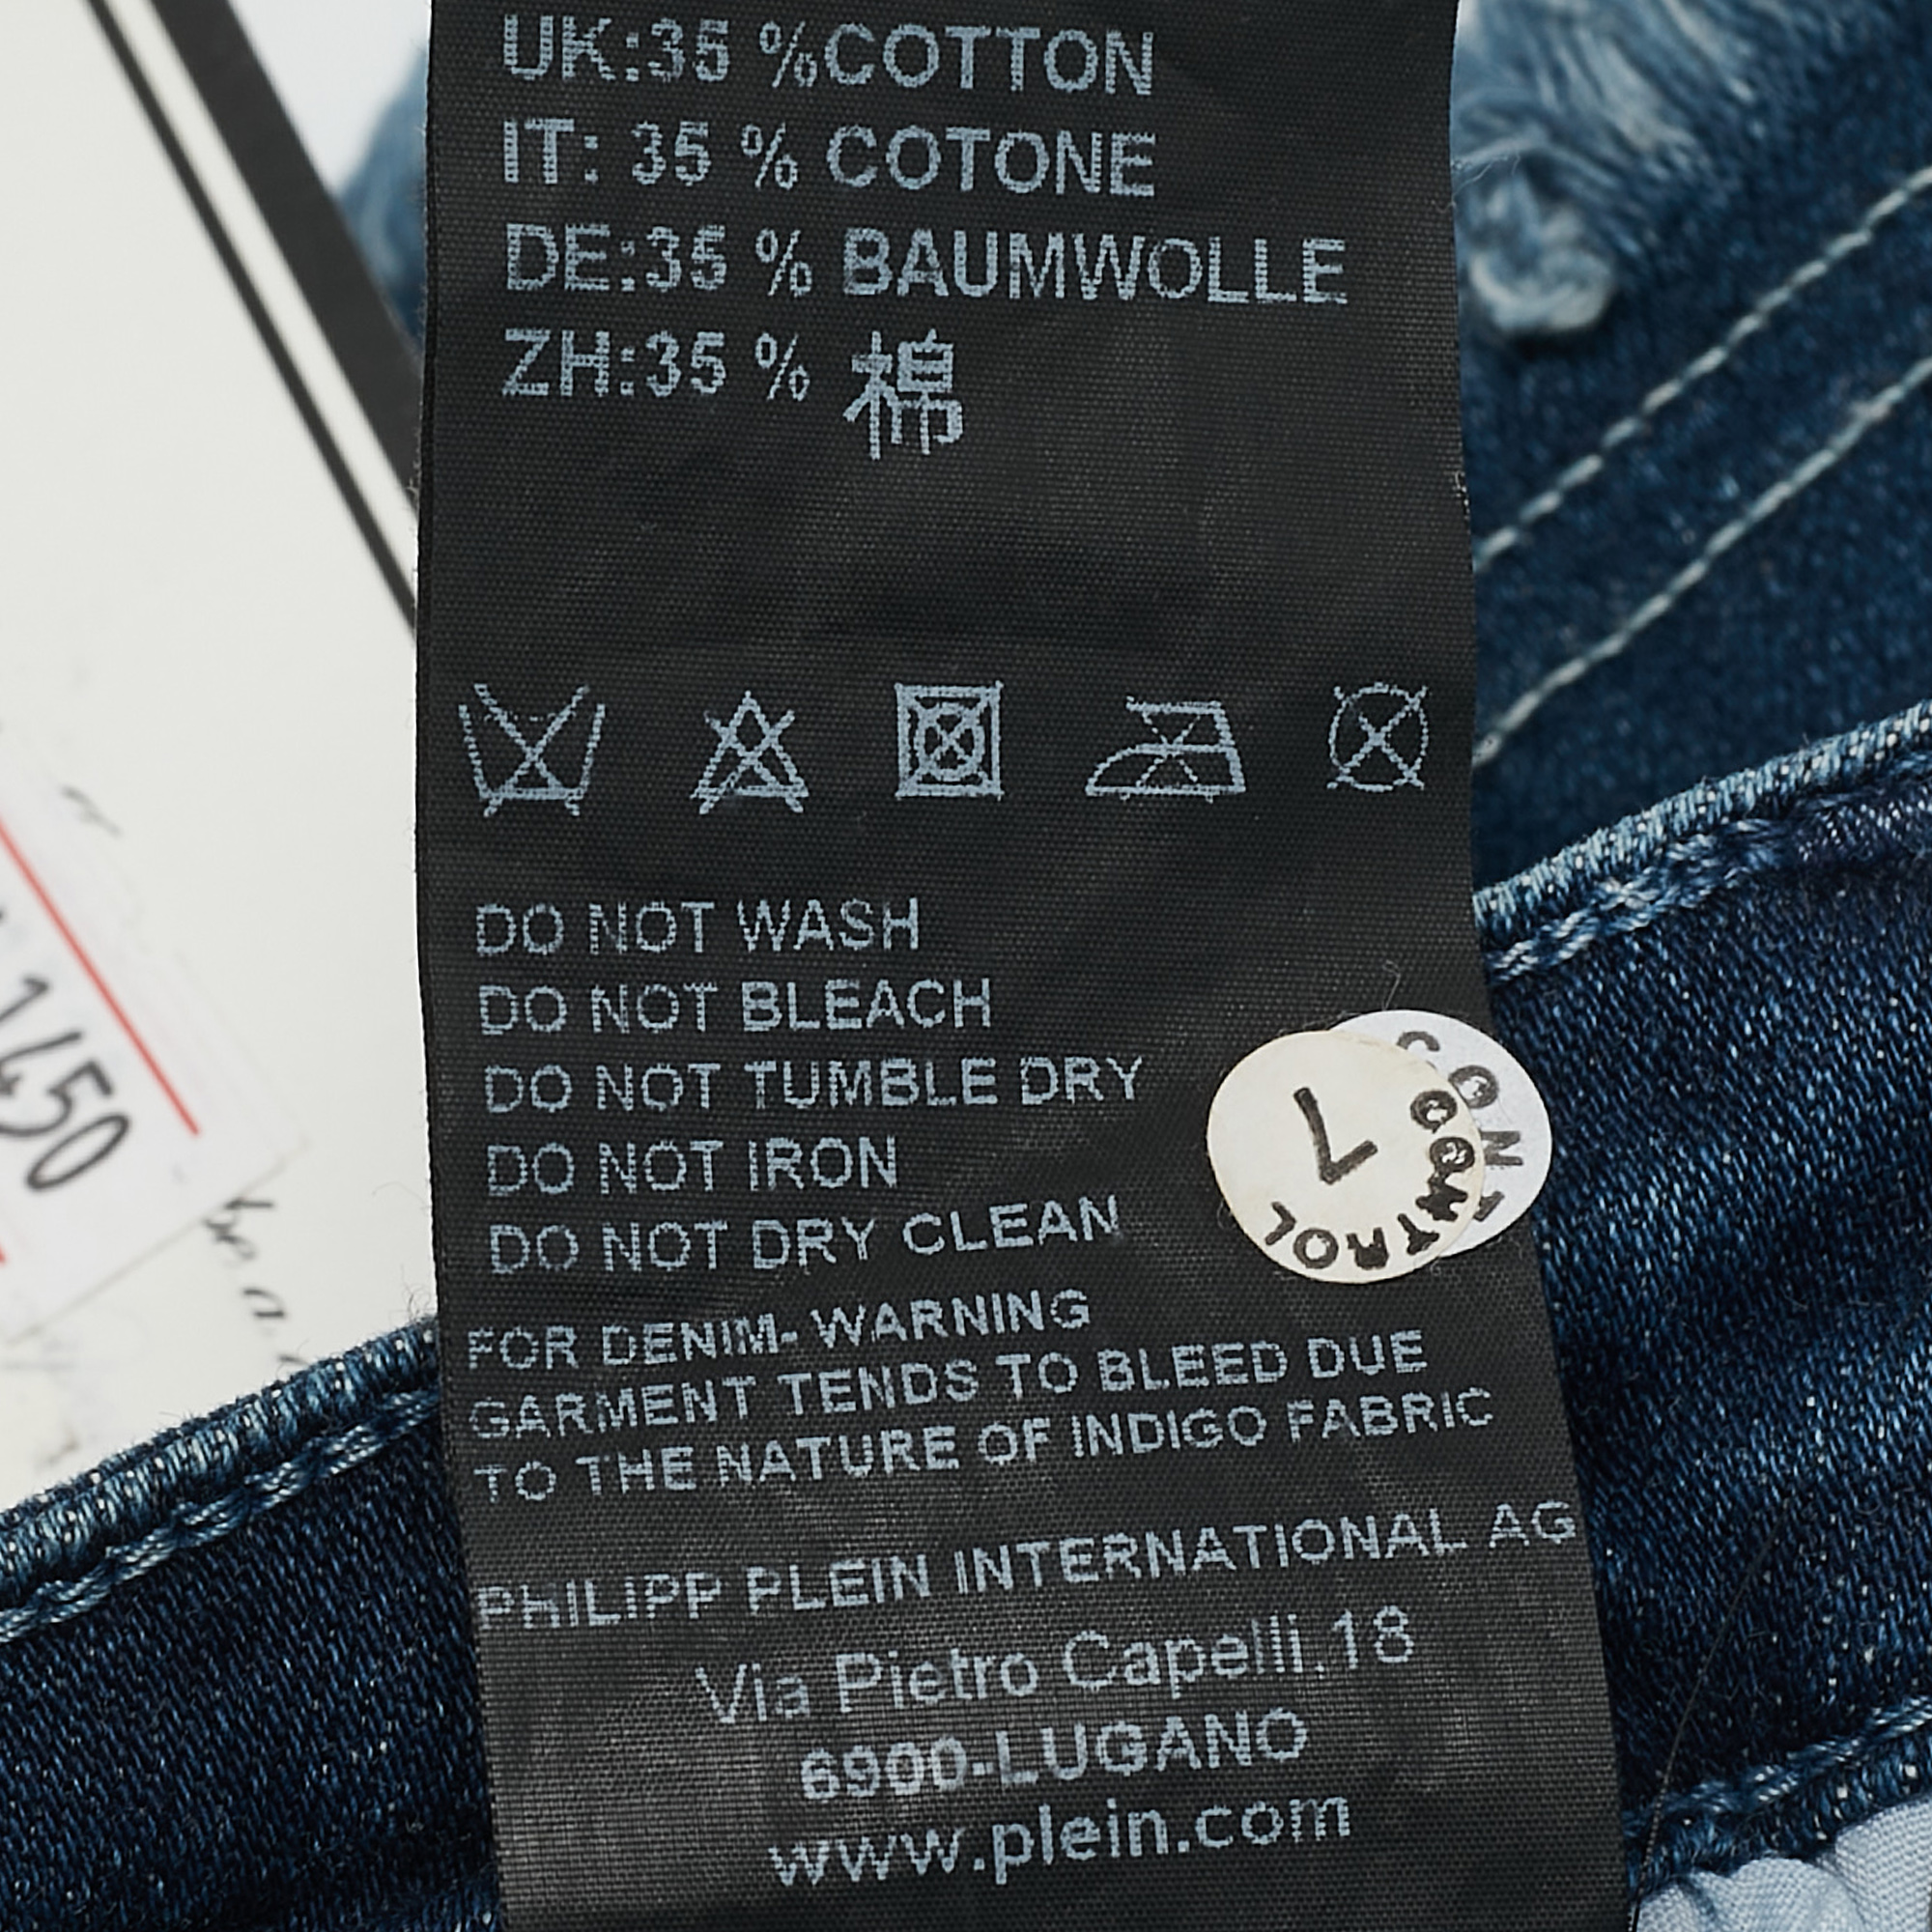 UK:35 %COTTON
IT: 35 % COTONE
DE:35 % BAUMWOLLE
ZH:35 % 棉
DO NOT WASH
DO NOT BLEACH
DO NOT TUMBLE DRY
DO NOT IRON
DO NOT DRY CLEAN
FOR DENIM- WARNING
GARMENT TENDS TO BLEED DUE
TO THE NATURE OF INDIGO FABRIC
PHILIPP PLEIN INTERNATIONAL AG
Via Pietro Capelli,18
6900-LUGANO
www.plein.com
7
CONTROL
CONT
1450